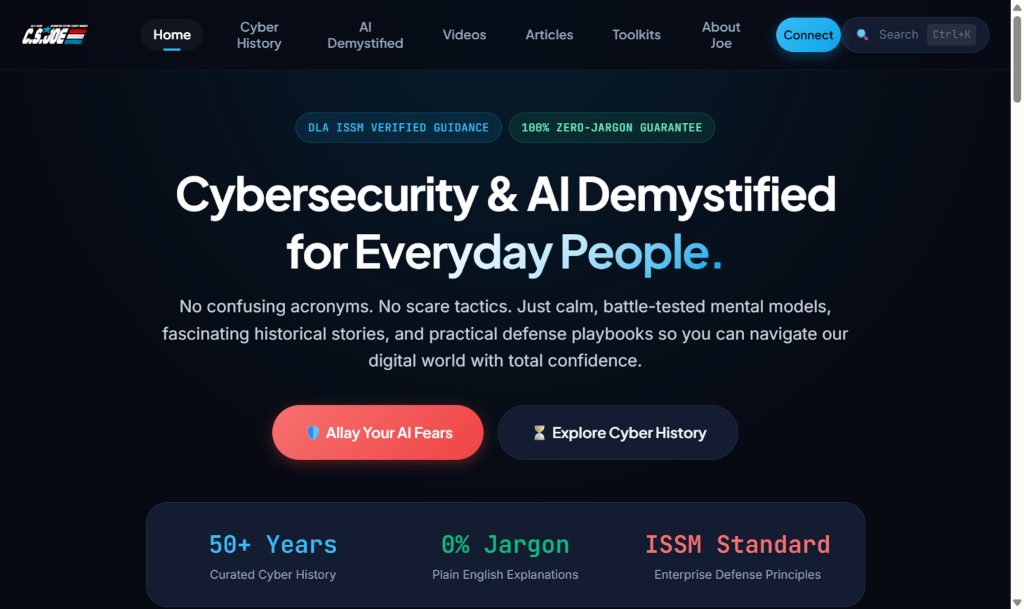 C.S.JOE
Home
Cyber
History
AI
Demystified
Videos
Articles
Toolkits
About
Joe
Connect
Search
Ctrl+K
DLA ISSM VERIFIED GUIDANCE
100% ZERO-JARGON GUARANTEE
Cybersecurity & AI Demystified
for Everyday People.
No confusing acronyms. No scare tactics. Just calm, battle-tested mental models,
fascinating historical stories, and practical defense playbooks so you can navigate our
digital world with total confidence.
Allay Your AI Fears
Explore Cyber History
50+ Years
Curated Cyber History
0% Jargon
Plain English Explanations
ISSM Standard
Enterprise Defense Principles